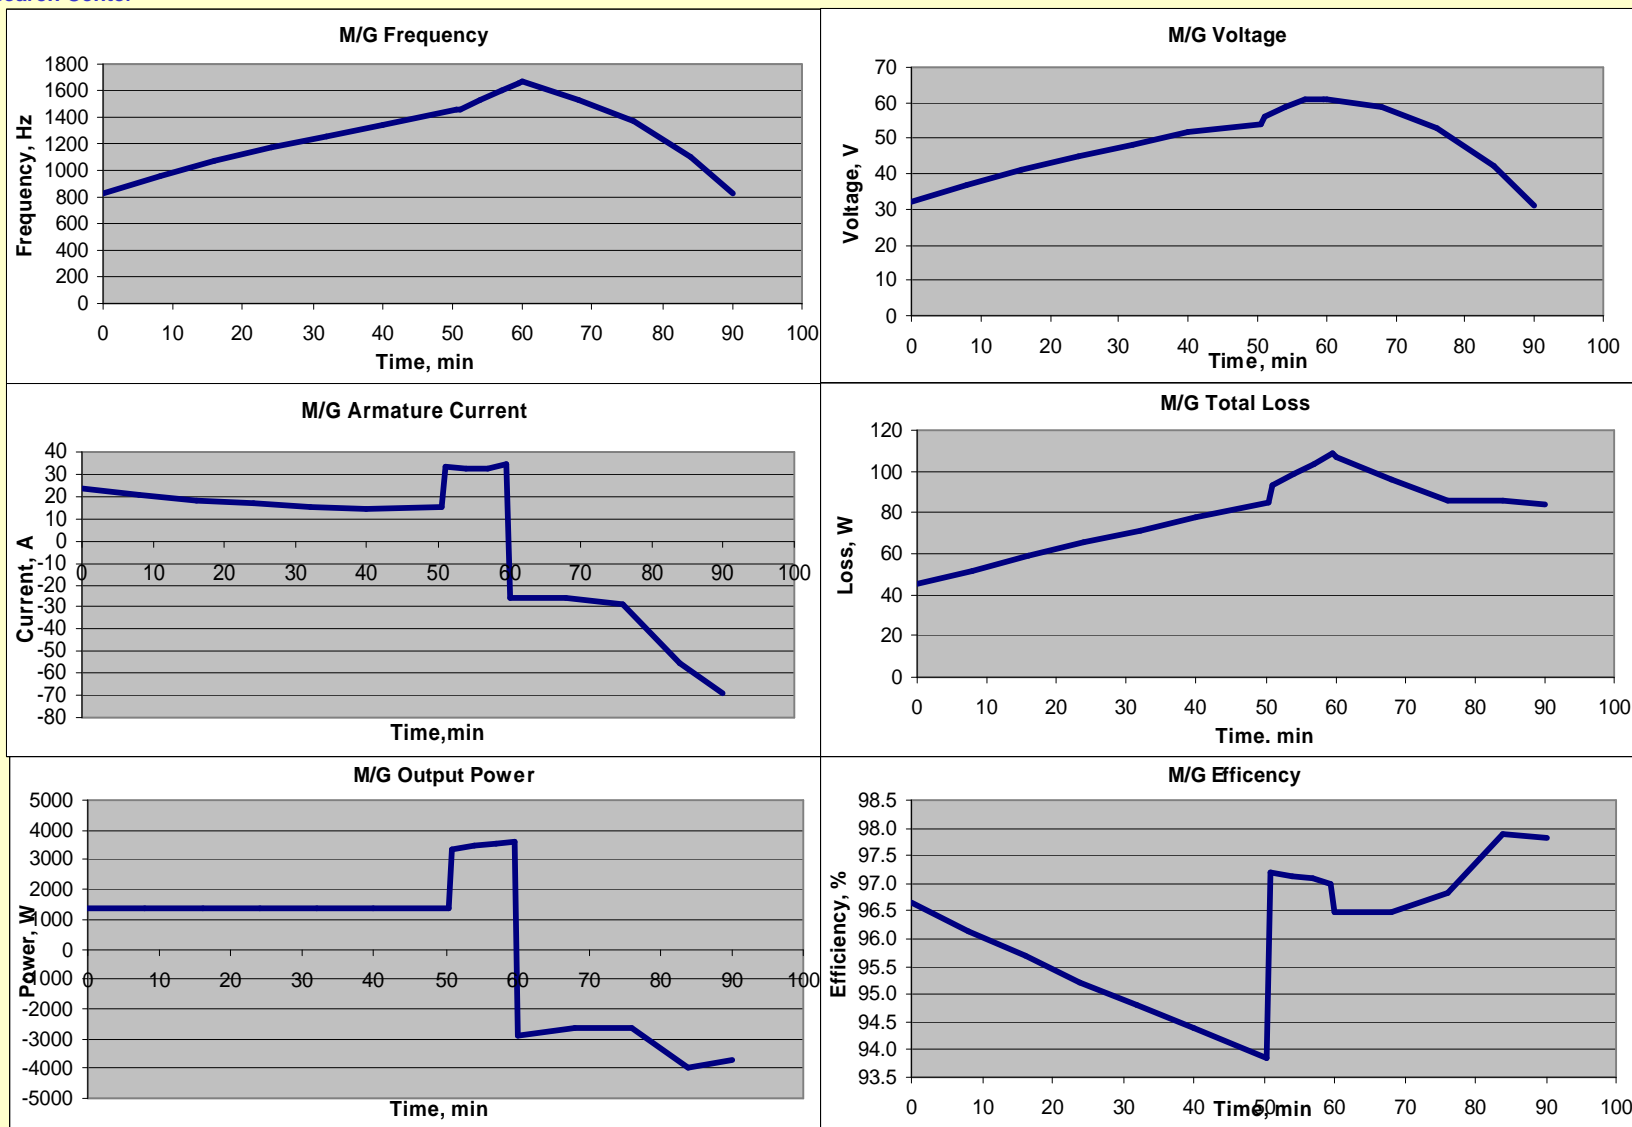 Center
M/G Frequency
1800
1600
1400
1200
1000
800
600
400
200
0
Frequency, Hz
0 10 20 30 40 50 60 70 80 90 100
Time, min
M/G Voltage
70
60
50
40
30
20
10
0
Voltage, V
0 10 20 30 40 50 60 70 80 90 100
Time, min
M/G Armature Current
40
30
20
10
0
-10
-20
-30
-40
-50
-60
-70
-80
Current, A
0 10 20 30 40 50 60 70 80 90 100
Time,min
M/G Total Loss
120
100
80
60
40
20
0
Loss, W
0 10 20 30 40 50 60 70 80 90 100
Time. min
M/G Output Power
5000
4000
3000
2000
1000
0
-1000
-2000
-3000
-4000
-5000
Power, W
0 10 20 30 40 50 60 70 80 90 100
Time, min
M/G Efficency
98.5
98.0
97.5
97.0
96.5
96.0
95.5
95.0
94.5
94.0
93.5
Efficiency, %
0 10 20 30 40 50 60 70 80 90 100
Time, min